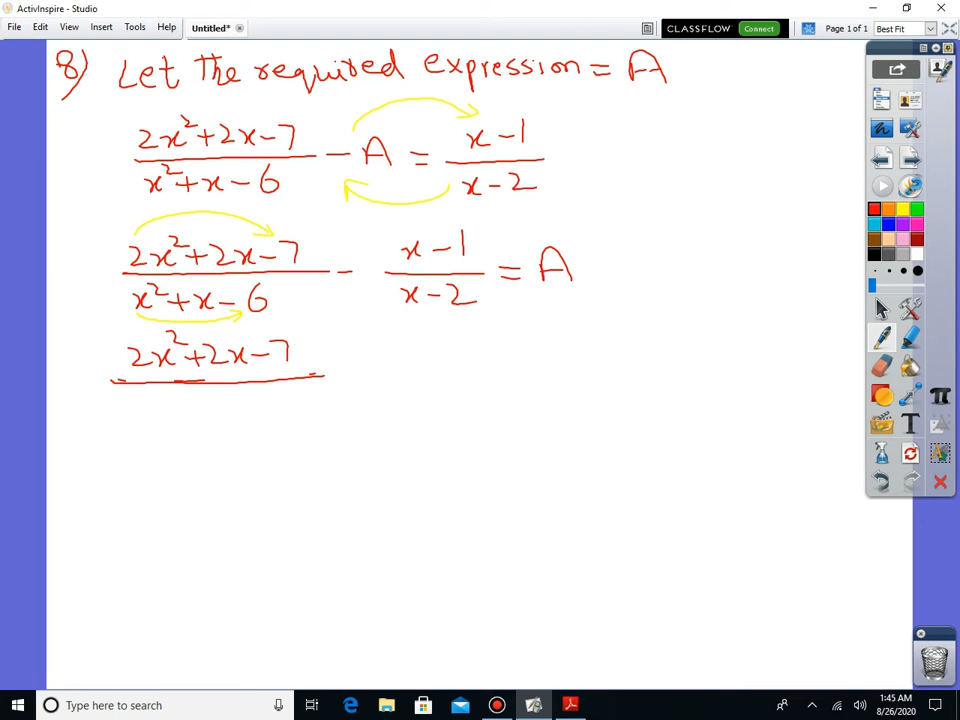 ActivInspire - Studio
File Edit View Insert Tools Help Untitled* CLASSFLOW Connect Page 1 of 1 Best Fit
8) Let the required expression = A
2x²+2x-7 / x²+x-6 - A = x-1 / x-2
2x²+2x-7 / x²+x-6 - x-1 / x-2 = A
2x²+2x-7
T
Type here to search
1:45 AM
8/26/2020